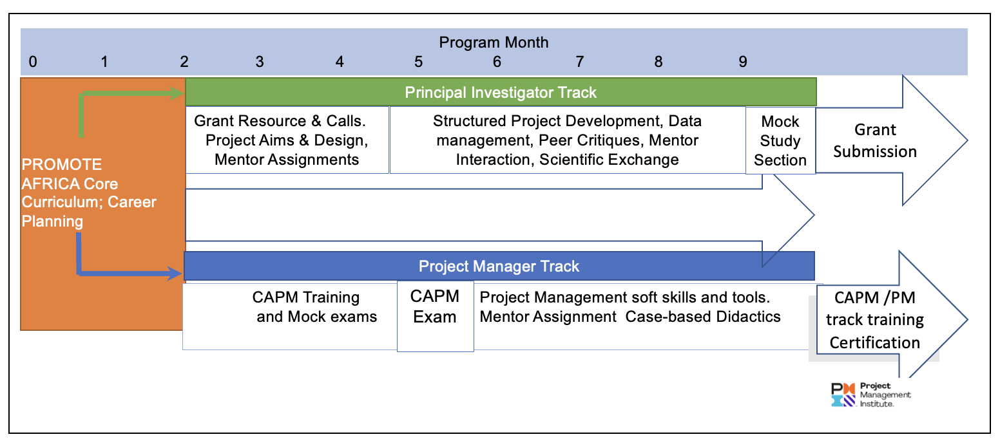 Program Month
0 1 2 3 4 5 6 7 8 9
Principal Investigator Track
Grant Resource & Calls.
Project Aims & Design,
Mentor Assignments
Structured Project Development, Data
management, Peer Critiques, Mentor
Interaction, Scientific Exchange
Mock
Study
Section
Grant
Submission
PROMOTE
AFRICA Core
Curriculum; Career
Planning
Project Manager Track
CAPM Training
and Mock exams
CAPM
Exam
Project Management soft skills and tools.
Mentor Assignment Case-based Didactics
CAPM /PM
track training
Certification
Project
Management
Institute.